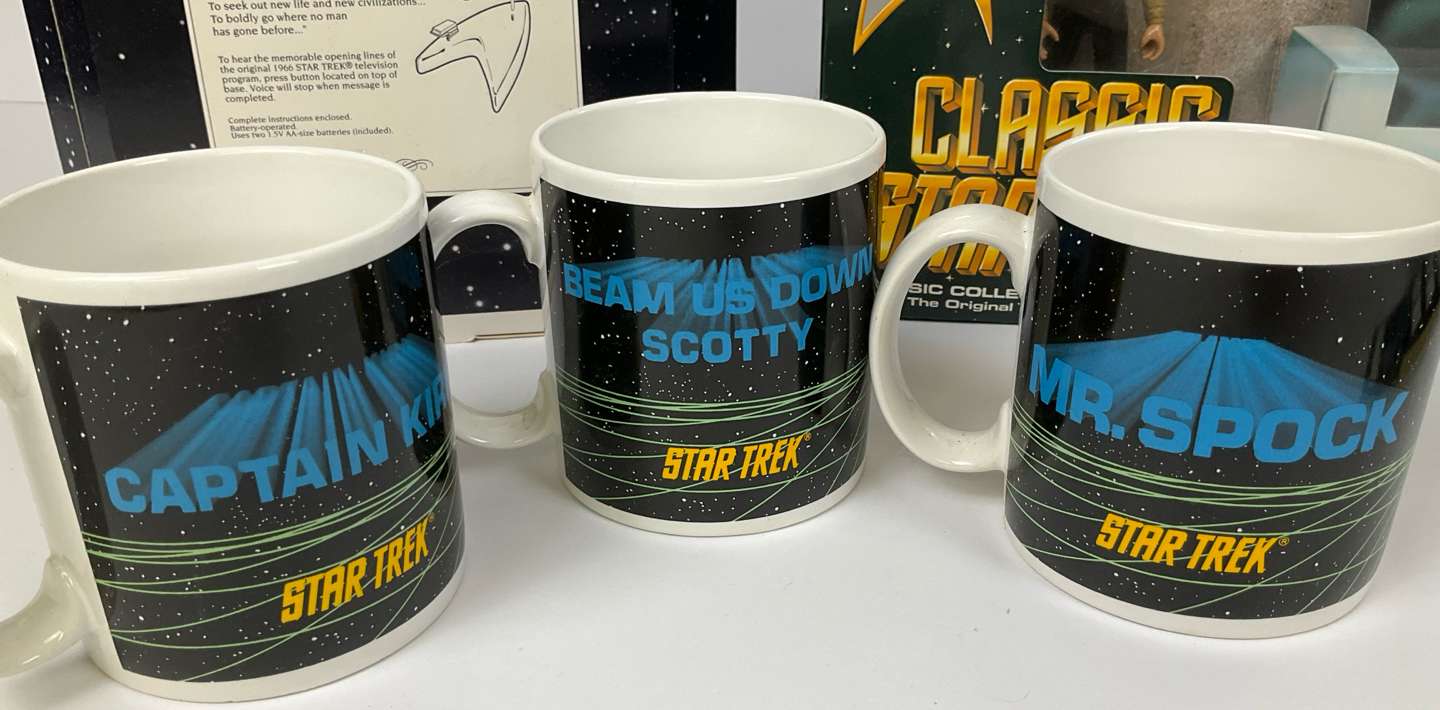 To seek out new life and new civilizations...
To boldly go where no man
has gone before..."
To hear the memorable opening lines of
the original 1966 STAR TREK® television
program, press button located on top of
base. Voice will stop when message is
completed.
Complete instructions enclosed.
Battery-operated.
Uses two 1.5V AA-size batteries (included).
CLASSIC
STAR
SIC COLLE
The Original
CAPTAIN KIR
STAR TREK®
BEAM US DOWN
SCOTTY
STAR TREK®
MR. SPOCK
STAR TREK®